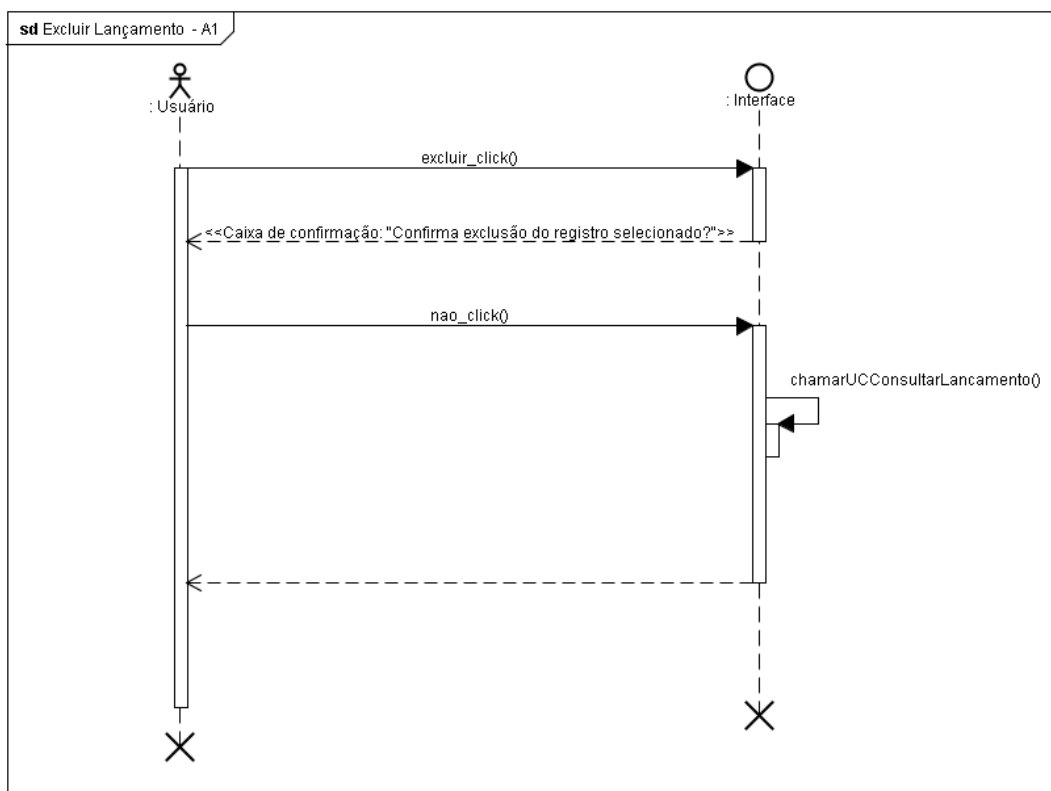 sd Excluir Lançamento - A1
: Usuário
: Interface
excluir_click()
<<Caixa de confirmação: "Confirma exclusão do registro selecionado?">>
nao_click()
chamarUCConsultarLancamento()